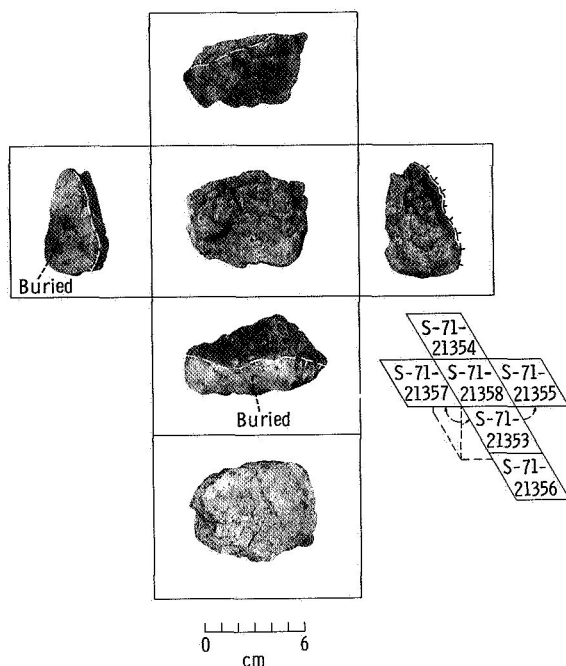 Buried
Buried
S-71-
21354
S-71- S-71- S-71-
21357 21358 21355
S-71-
21353
S-71-
21356
0 6
cm